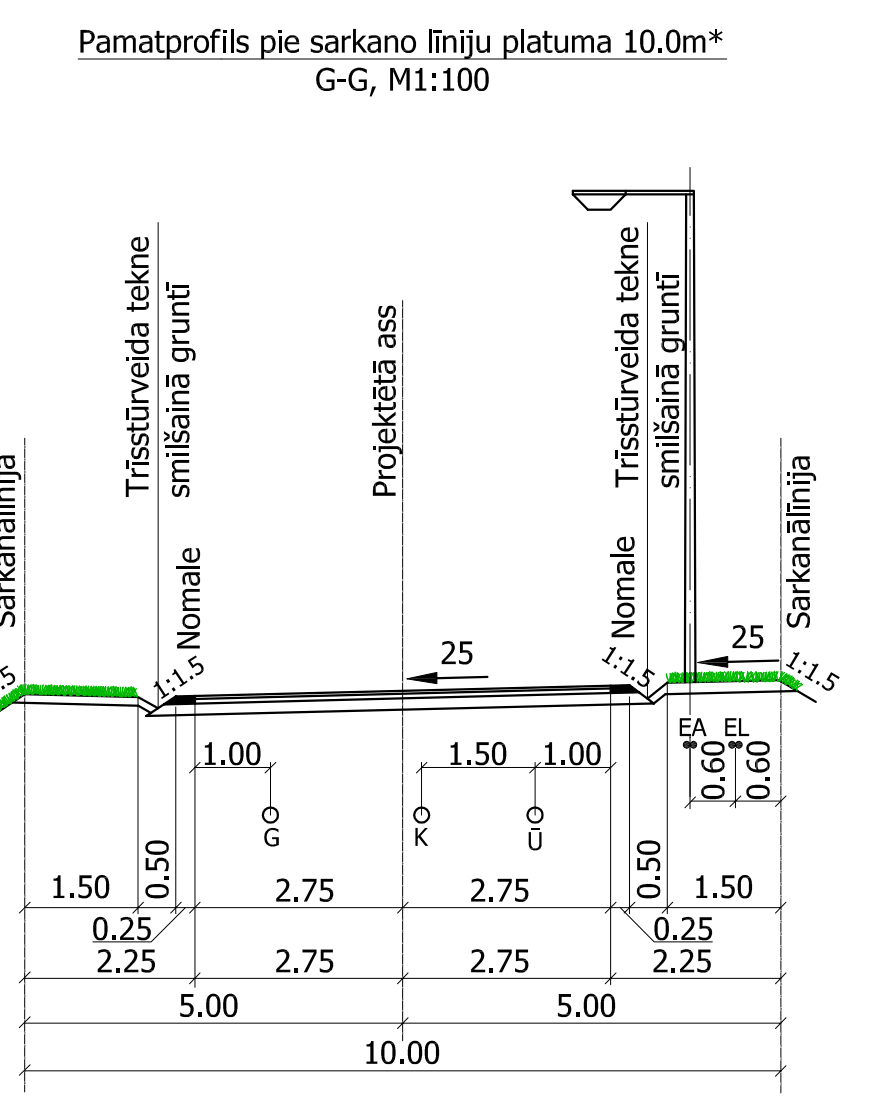 Pamatprofils pie sarkano līniju platuma 10.0m*
G-G, M1:100
Sarkanālīnija
Trīsstūrveida tekne
smilšainā gruntī
Nomale
Projektētā ass
Trīsstūrveida tekne
smilšainā gruntī
Nomale
Sarkanālīnija
1:1.5
25
1:1.5
25
1:1.5
EA EL
1.00 1.50 1.00 0.60 0.60
G K Ū
1.50 0.50 2.75 2.75 0.50 1.50
0.25 0.25
2.25 2.75 2.75 2.25
5.00 5.00
10.00